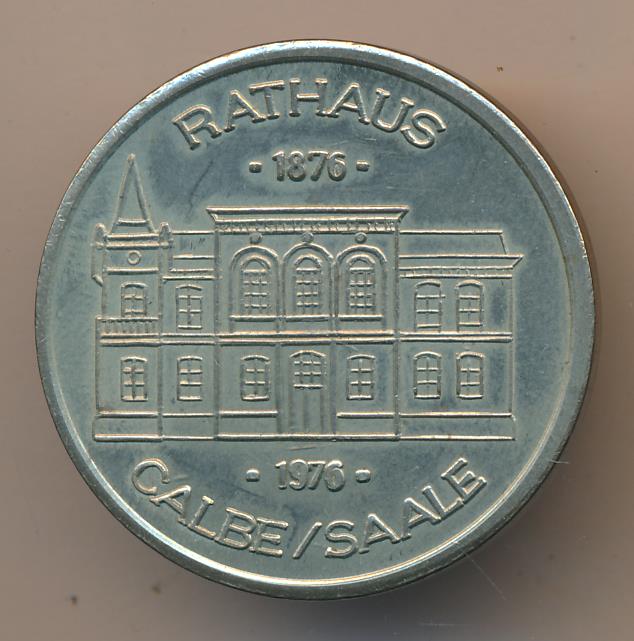 RATHAUS
· 1876 ·
· 1976 ·
CALBE/SAALE